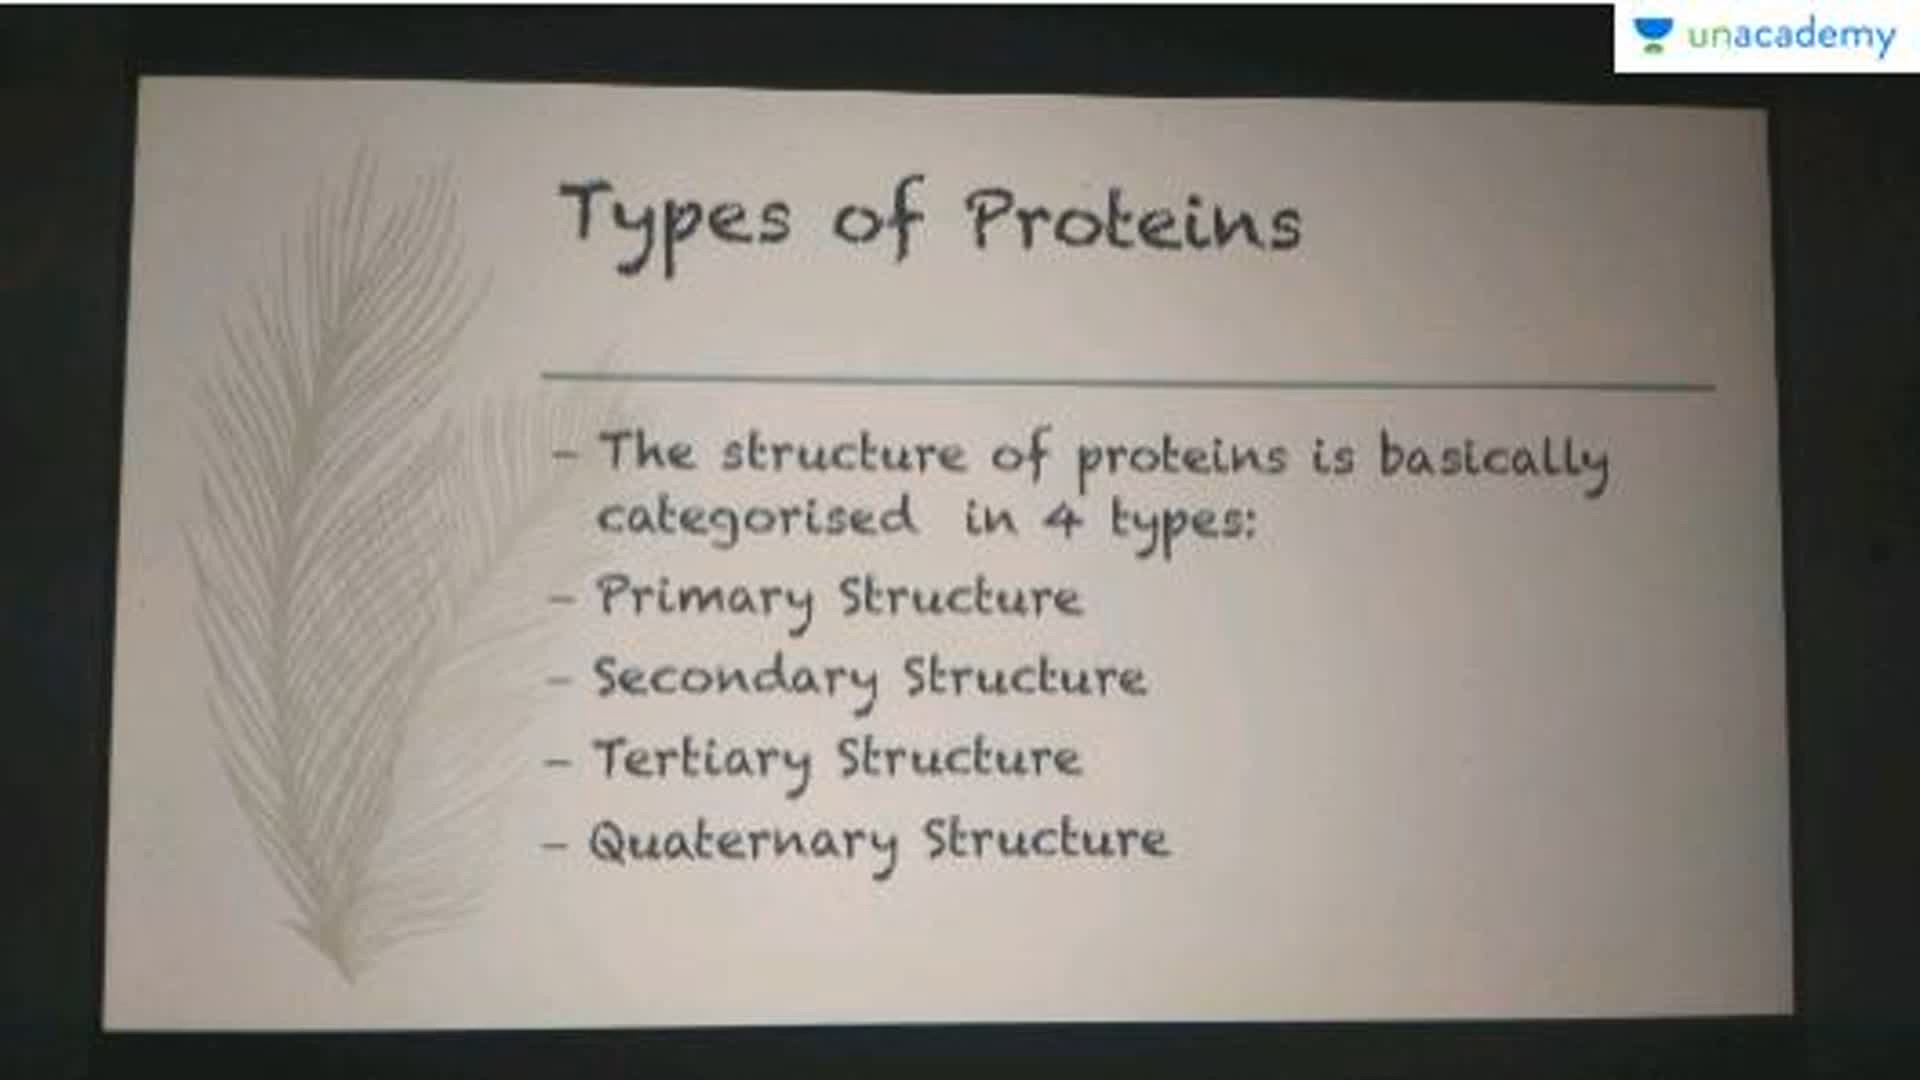 unacademy
Types of Proteins
- The structure of proteins is basically
categorised in 4 types:
- Primary Structure
- Secondary Structure
- Tertiary Structure
- Quaternary Structure